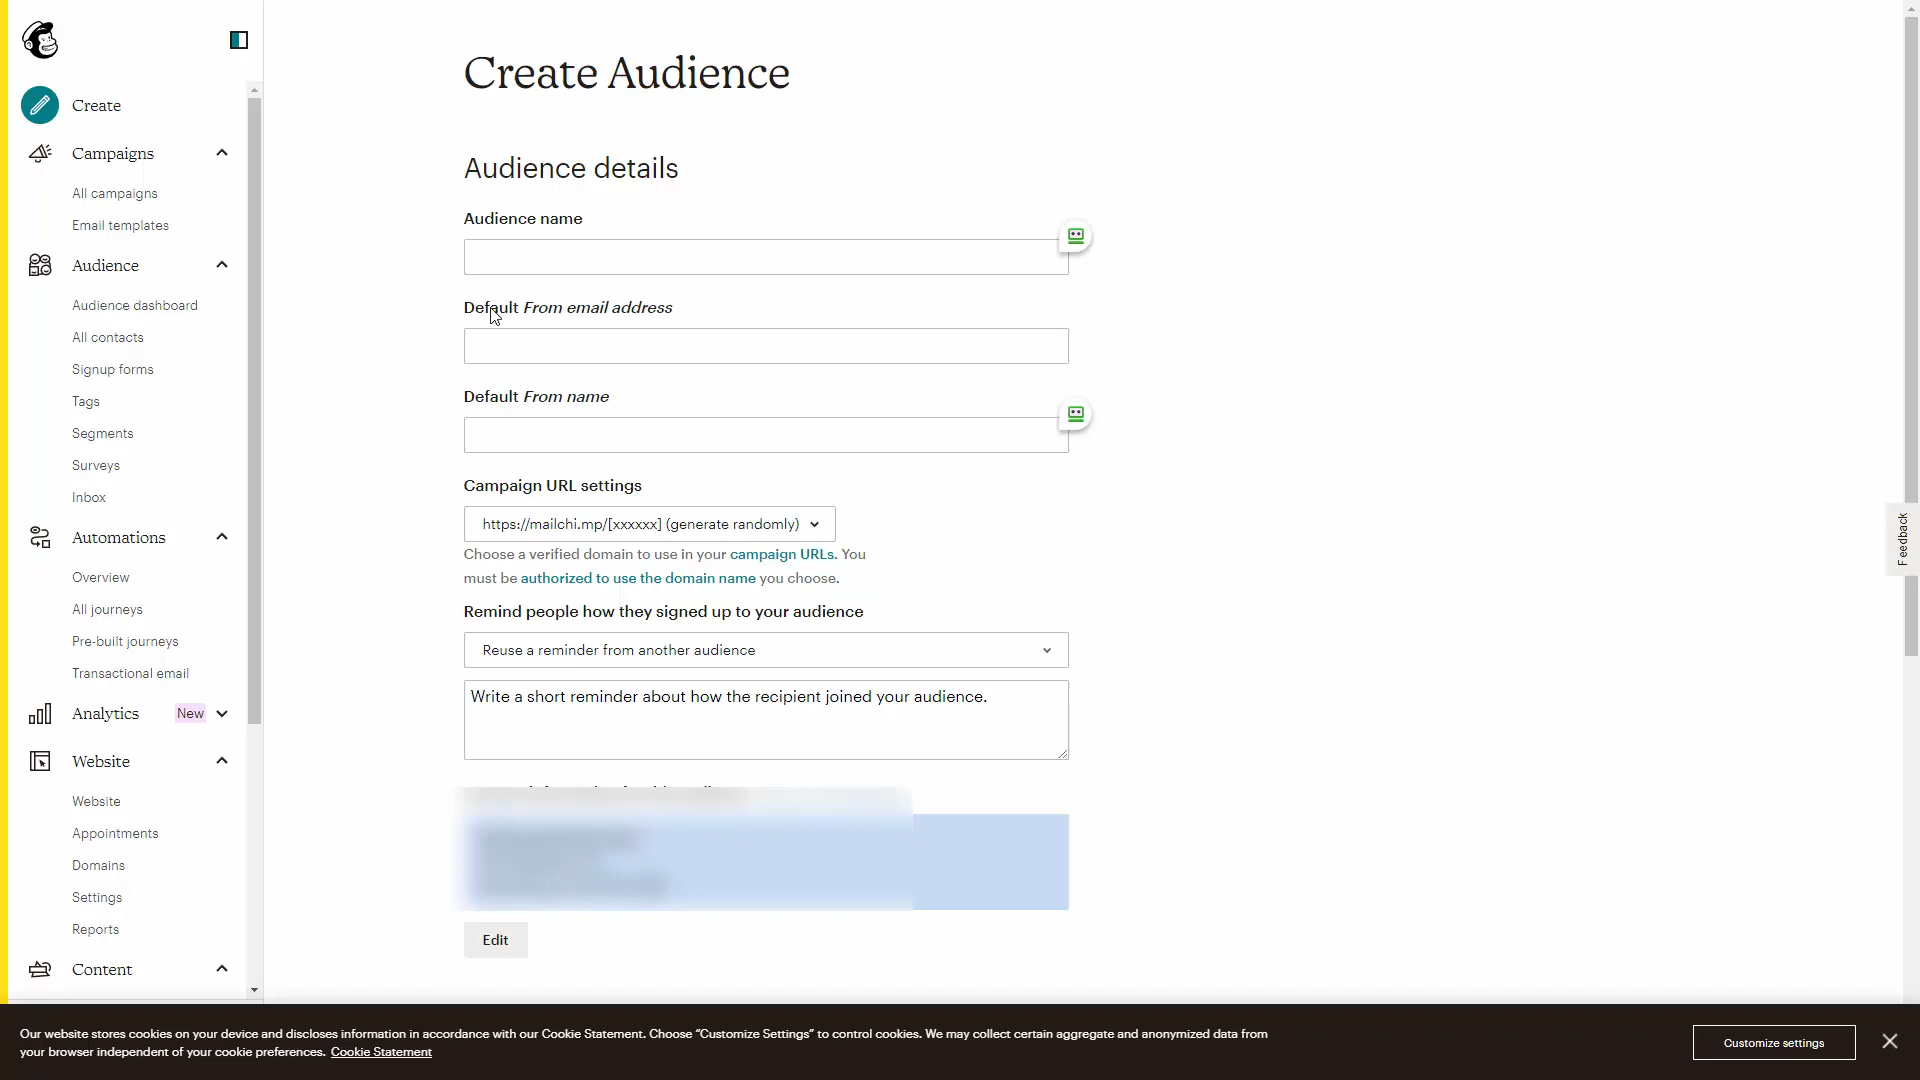 Create
Campaigns
All campaigns
Email templates
Audience
Audience dashboard
All contacts
Signup forms
Tags
Segments
Surveys
Inbox
Automations
Overview
All journeys
Pre-built journeys
Transactional email
Analytics New
Website
Website
Appointments
Domains
Settings
Reports
Content
Create Audience
Audience details
Audience name
Default From email address
Default From name
Campaign URL settings
https://mailchi.mp/[xxxxxx] (generate randomly)
Choose a verified domain to use in your campaign URLs. You
must be authorized to use the domain name you choose.
Remind people how they signed up to your audience
Reuse a reminder from another audience
Write a short reminder about how the recipient joined your audience.
Edit
Feedback
Our website stores cookies on your device and discloses information in accordance with our Cookie Statement. Choose “Customize Settings” to control cookies. We may collect certain aggregate and anonymized data from
your browser independent of your cookie preferences. Cookie Statement
Customize settings